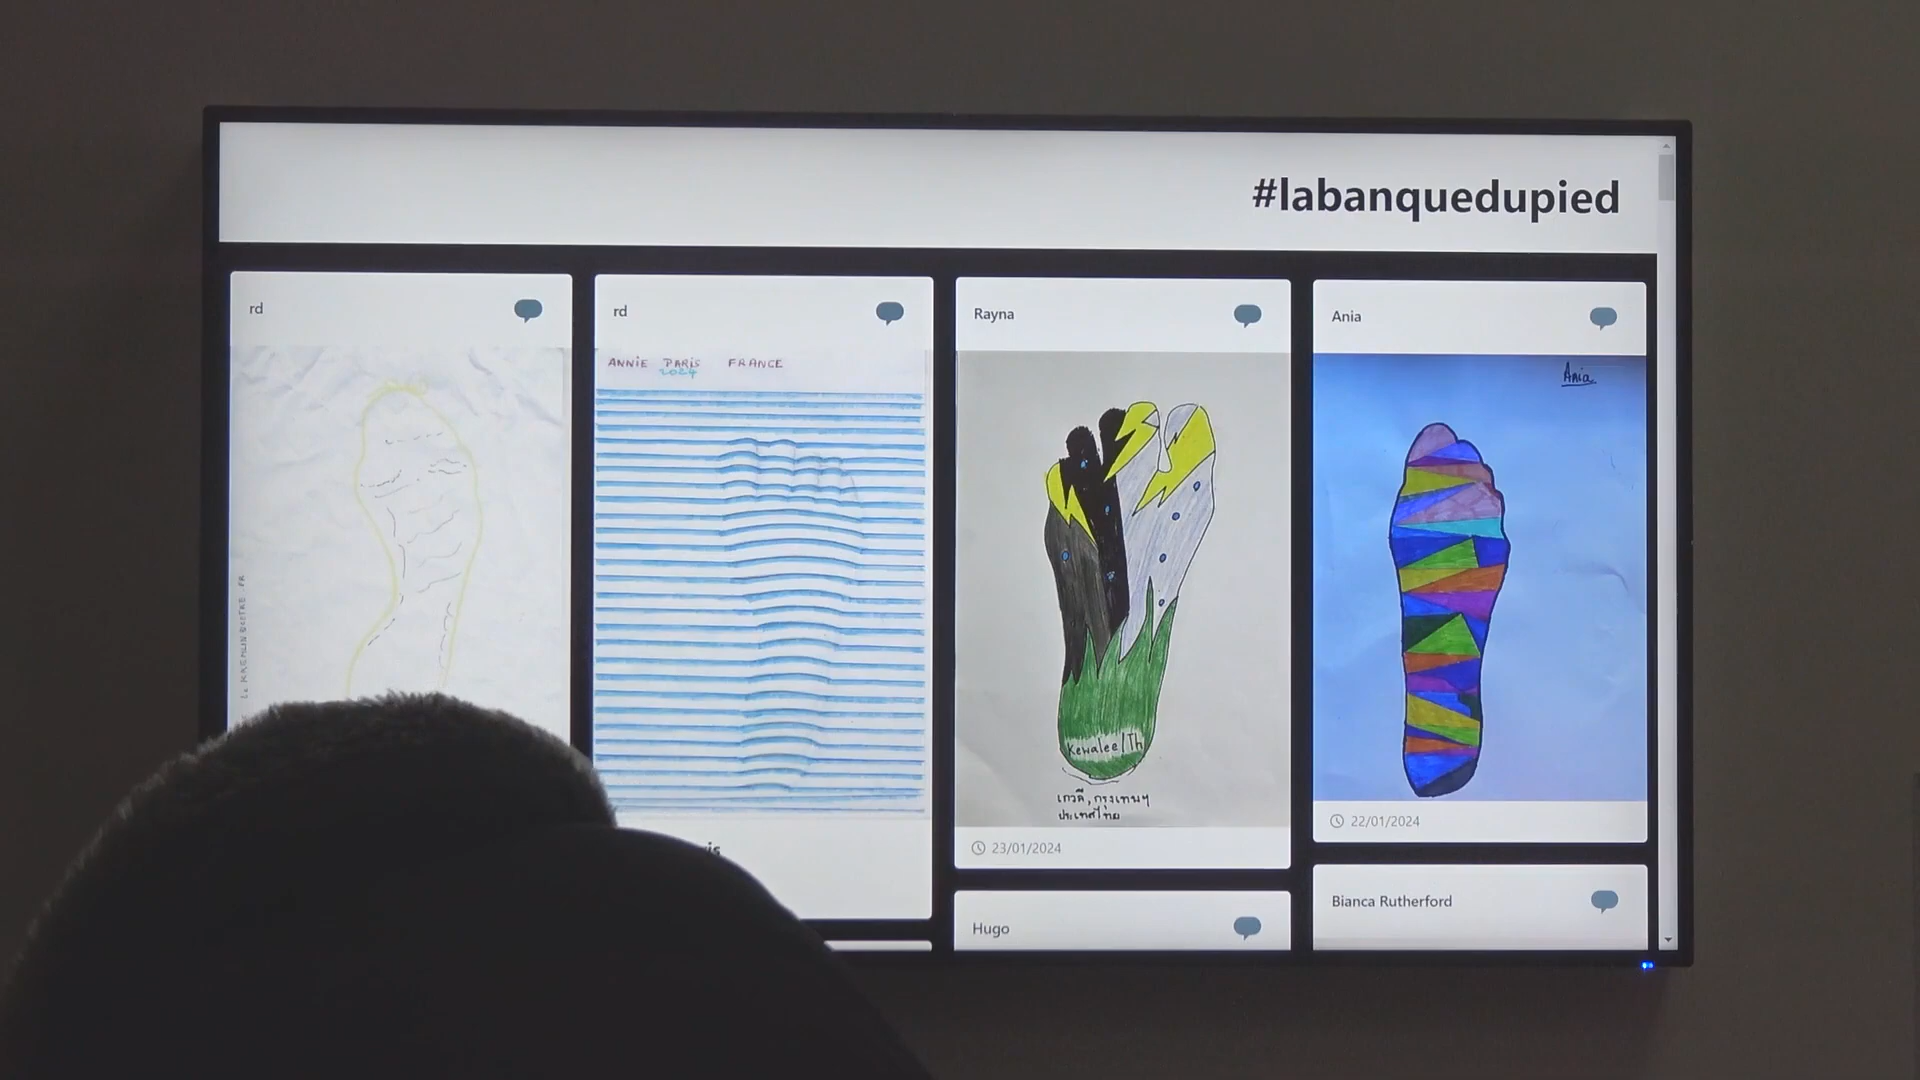 #labanquedupied
rd
rd
ANNIE PARIS FRANCE
2024
Rayna
Kewalee/Th
เกวลี, กรุงเทพฯ
ประเทศไทย
23/01/2024
Hugo
Ania
Ania
22/01/2024
Bianca Rutherford